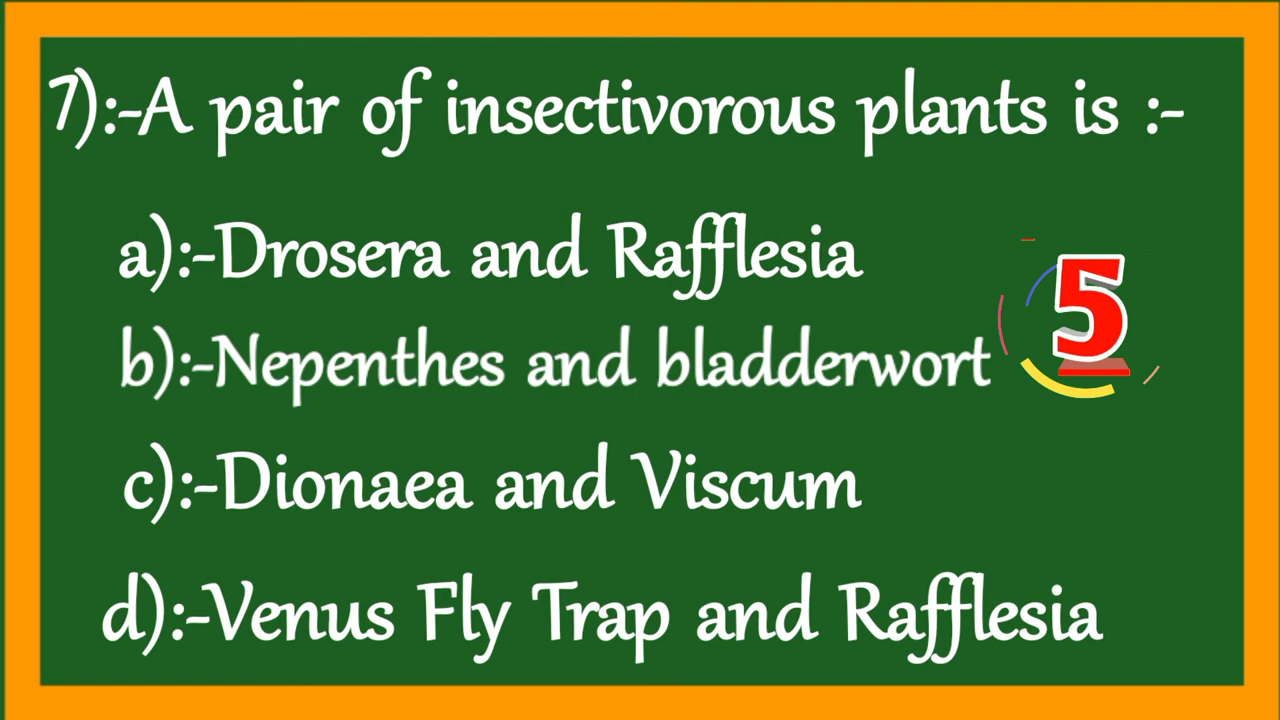 7):-A pair of insectivorous plants is :-
a):-Drosera and Rafflesia
5
b):-Nepenthes and bladderwort
c):-Dionaea and Viscum
d):-Venus Fly Trap and Rafflesia